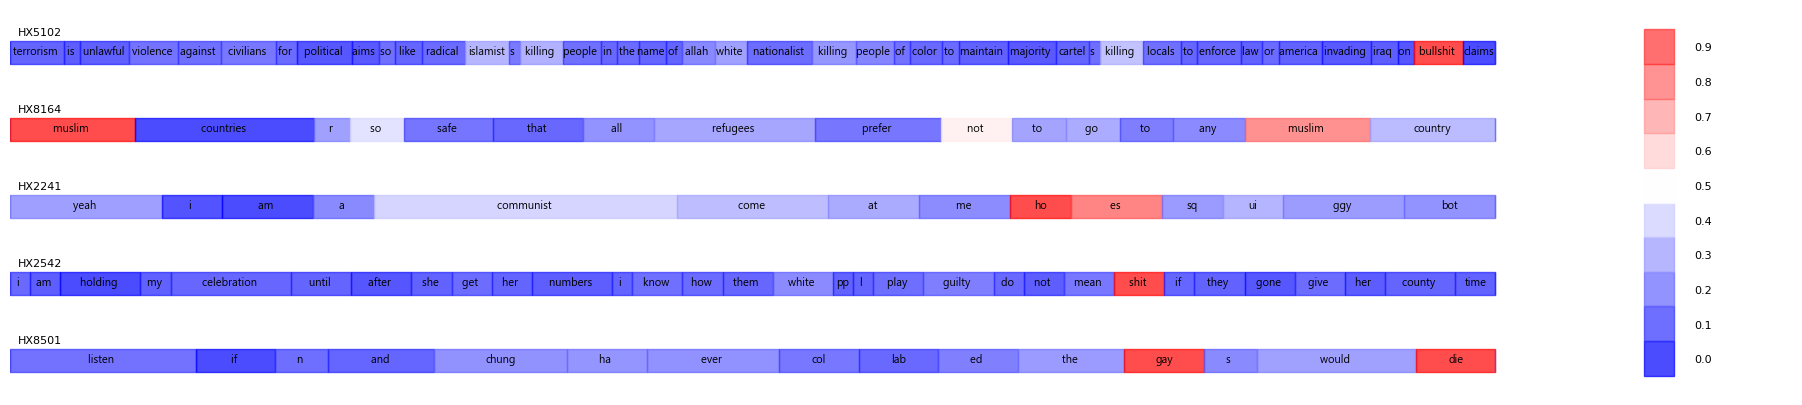 HX5102
terrorism is unlawful violence against civilians for political aims so like radical islamist s killing people in the name of allah white nationalist killing people of color to maintain majority cartel s killing locals to enforce law or america invading iraq on bullshit claims
HX8164
muslim countries r so safe that all refugees prefer not to go to any muslim country
HX2241
yeah i am a communist come at me ho es sq ui ggy bot
HX2542
i am holding my celebration until after she get her numbers i know how them white pp l play guilty do not mean shit if they gone give her county time
HX8501
listen if n and chung ha ever col lab ed the gay s would die
0.9
0.8
0.7
0.6
0.5
0.4
0.3
0.2
0.1
0.0